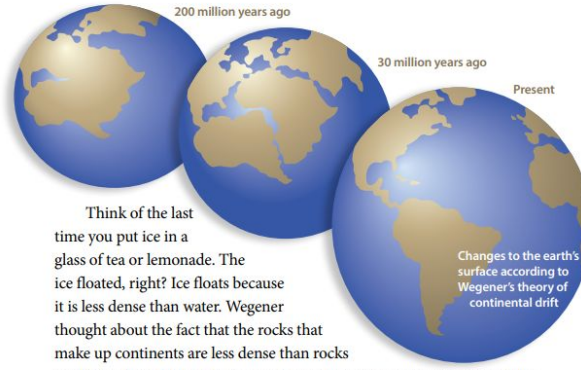 200 million years ago
30 million years ago
Present
Changes to the earth's
surface according to
Wegener's theory of
continental drift
Think of the last
time you put ice in a
glass of tea or lemonade. The
ice floated, right? Ice floats because
it is less dense than water. Wegener
thought about the fact that the rocks that
make up continents are less dense than rocks